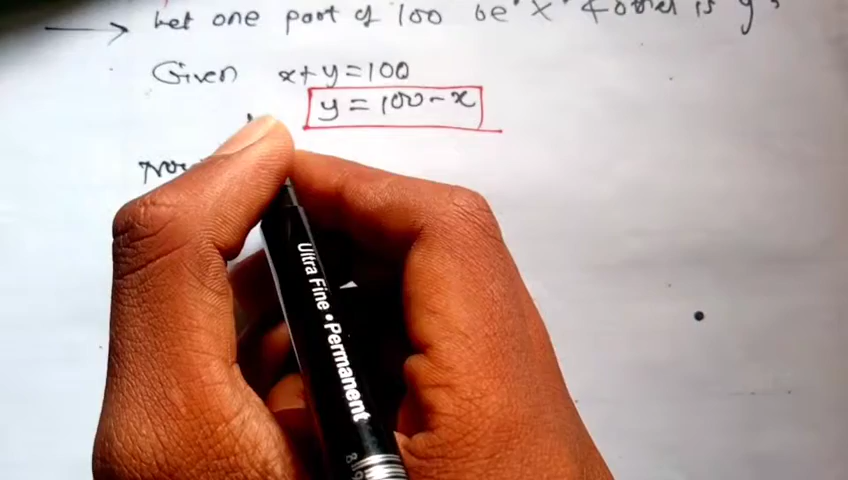 Let one part of 100 be "x" & other is y,
Given x+y=100
y = 100-x
Ultra Fine • Permanent